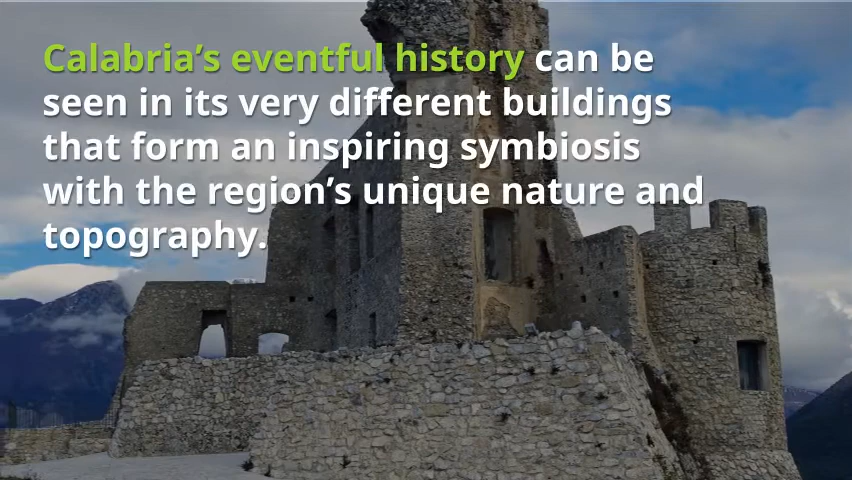 Calabria’s eventful history can be
seen in its very different buildings
that form an inspiring symbiosis
with the region’s unique nature and
topography.